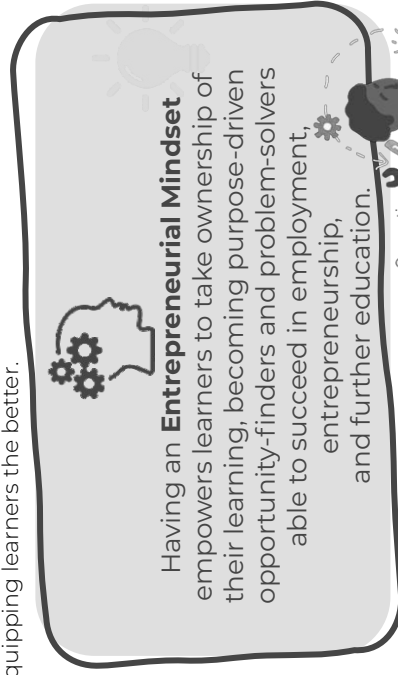 quipping learners the better.
Having an Entrepreneurial Mindset
empowers learners to take ownership of
their learning, becoming purpose-driven
opportunity-finders and problem-solvers
able to succeed in employment,
entrepreneurship,
and further education.